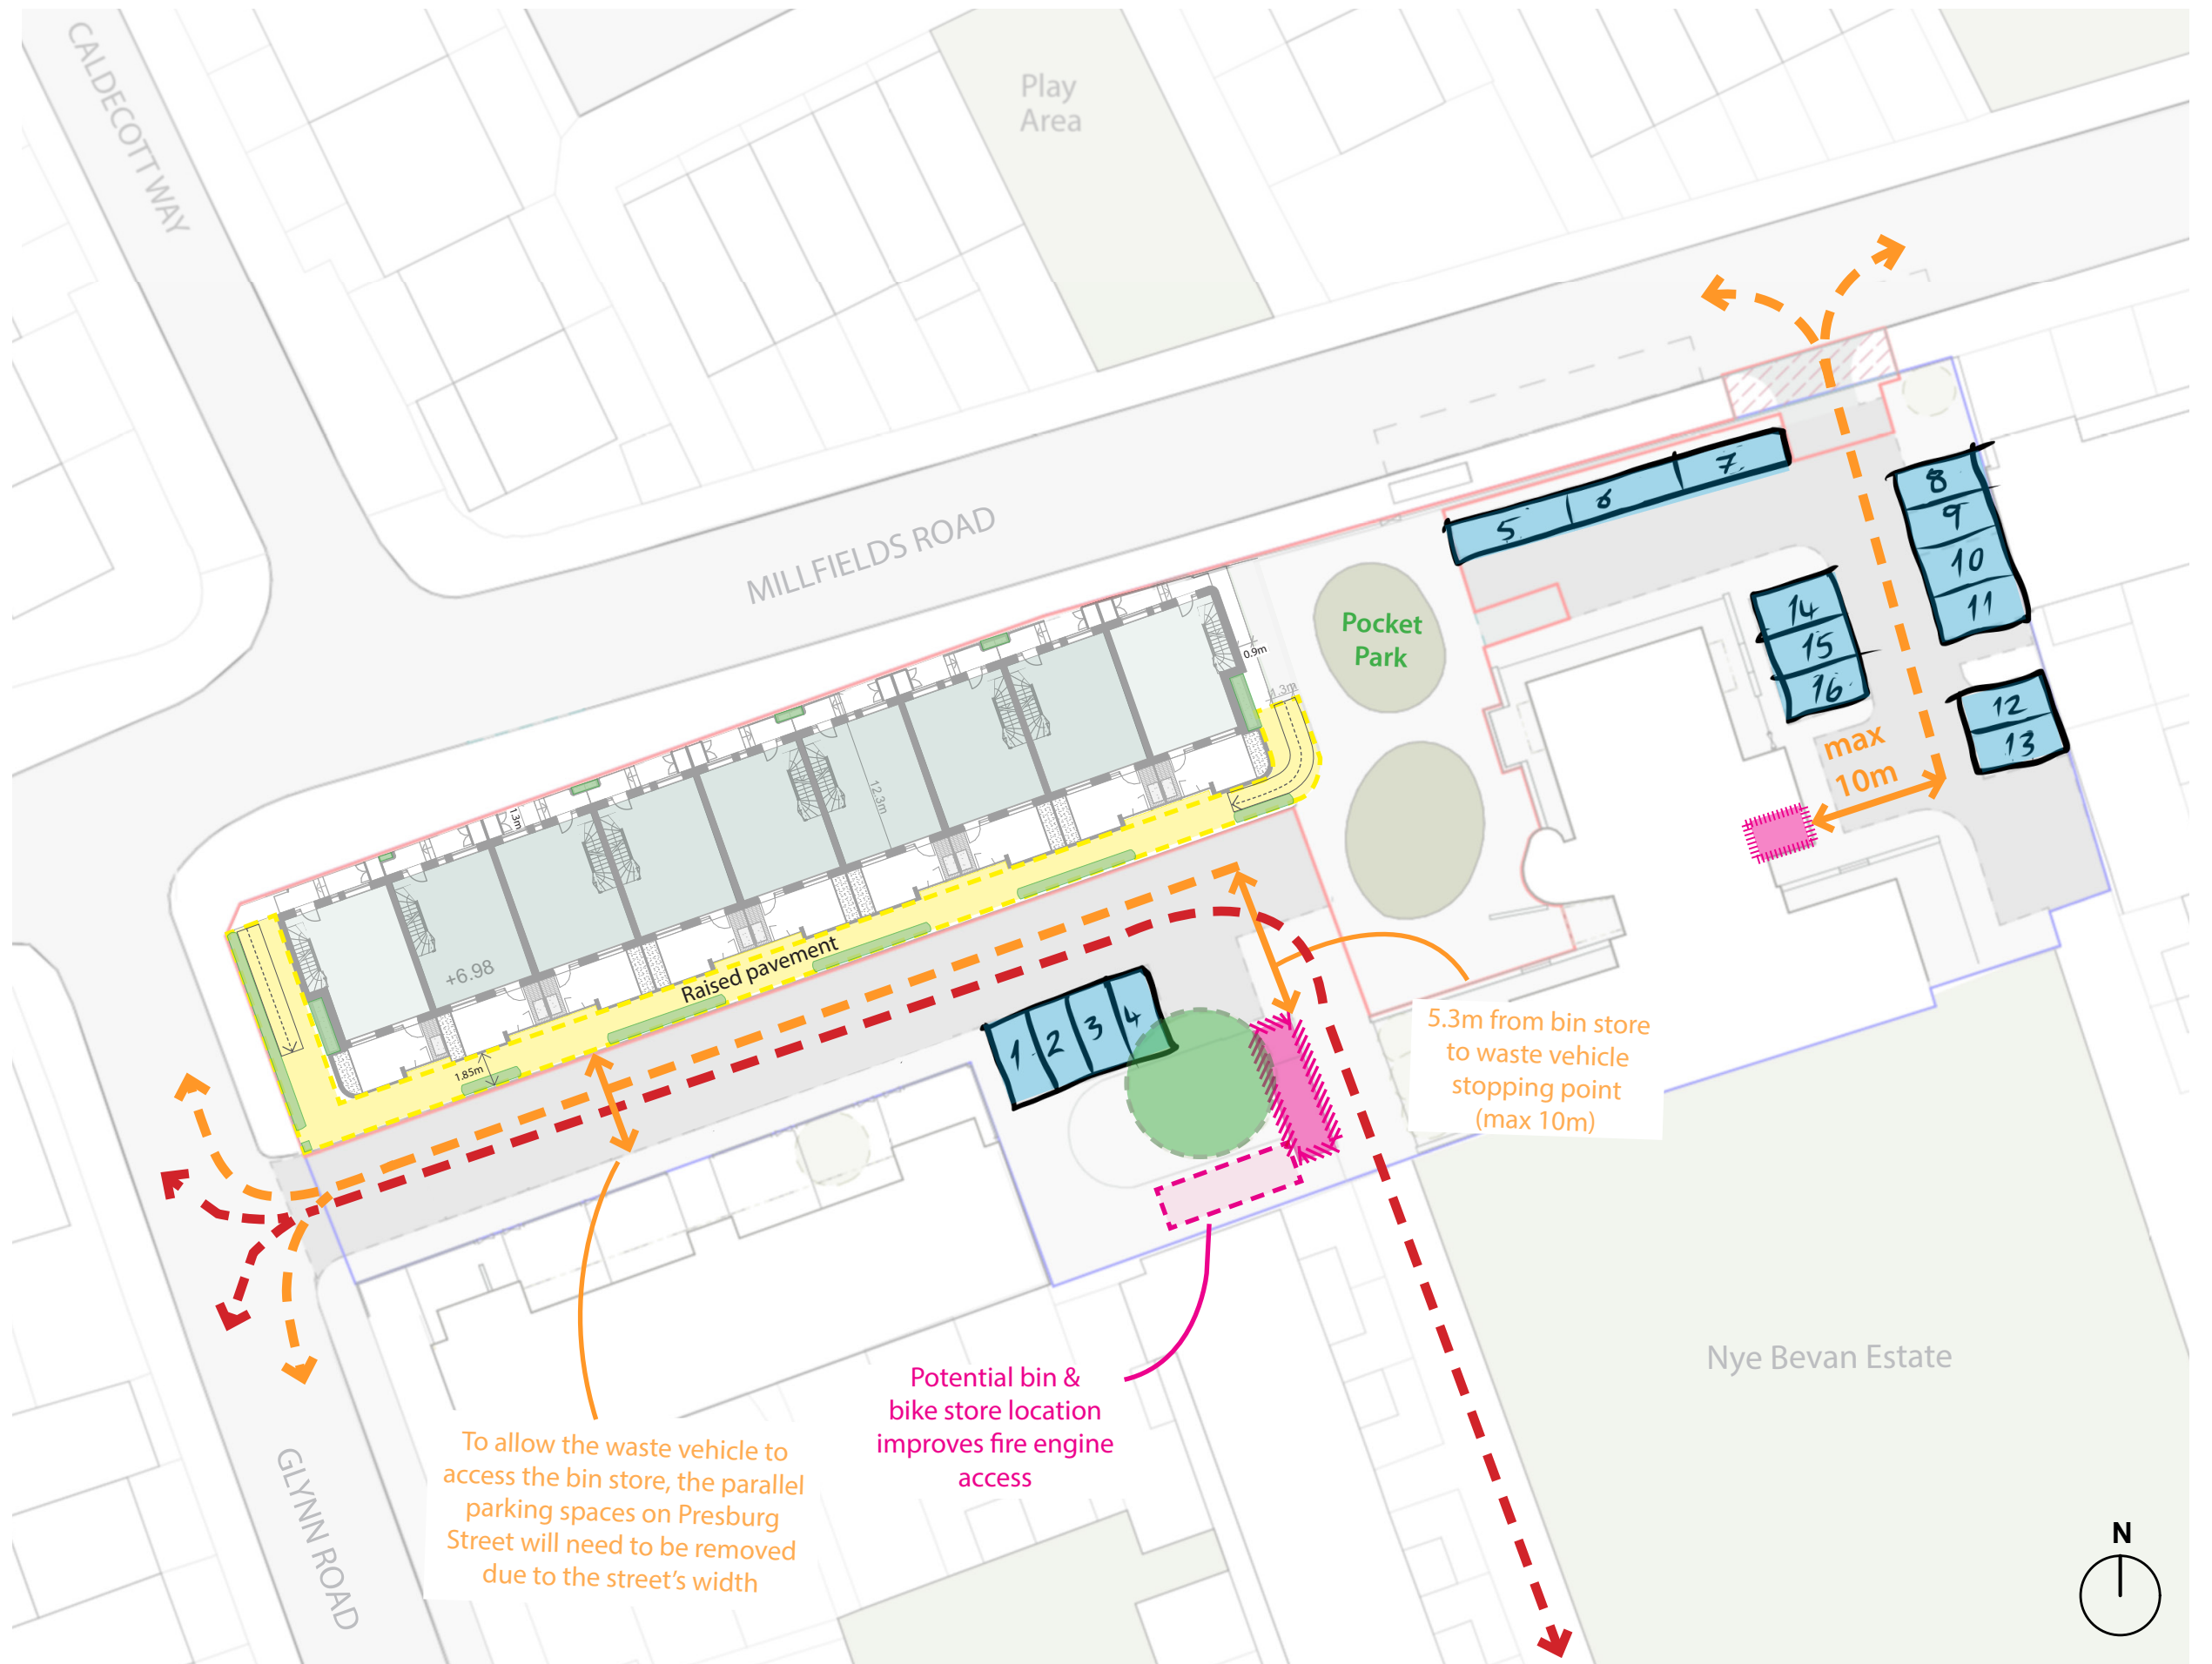 CALDECOTT WAY
Play
Area
MILLFIELDS ROAD
Pocket
Park
5
6
7
8
9
10
11
12
13
14
15
16
max
10m
0.9m
1.3m
12.3m
1.3m
+6.98
Raised pavement
1.85m
1
2
3
4
5.3m from bin store
to waste vehicle
stopping point
(max 10m)
Nye Bevan Estate
Potential bin &
bike store location
improves fire engine
access
To allow the waste vehicle to
access the bin store, the parallel
parking spaces on Presburg
Street will need to be removed
due to the street's width
GLYNN ROAD
N